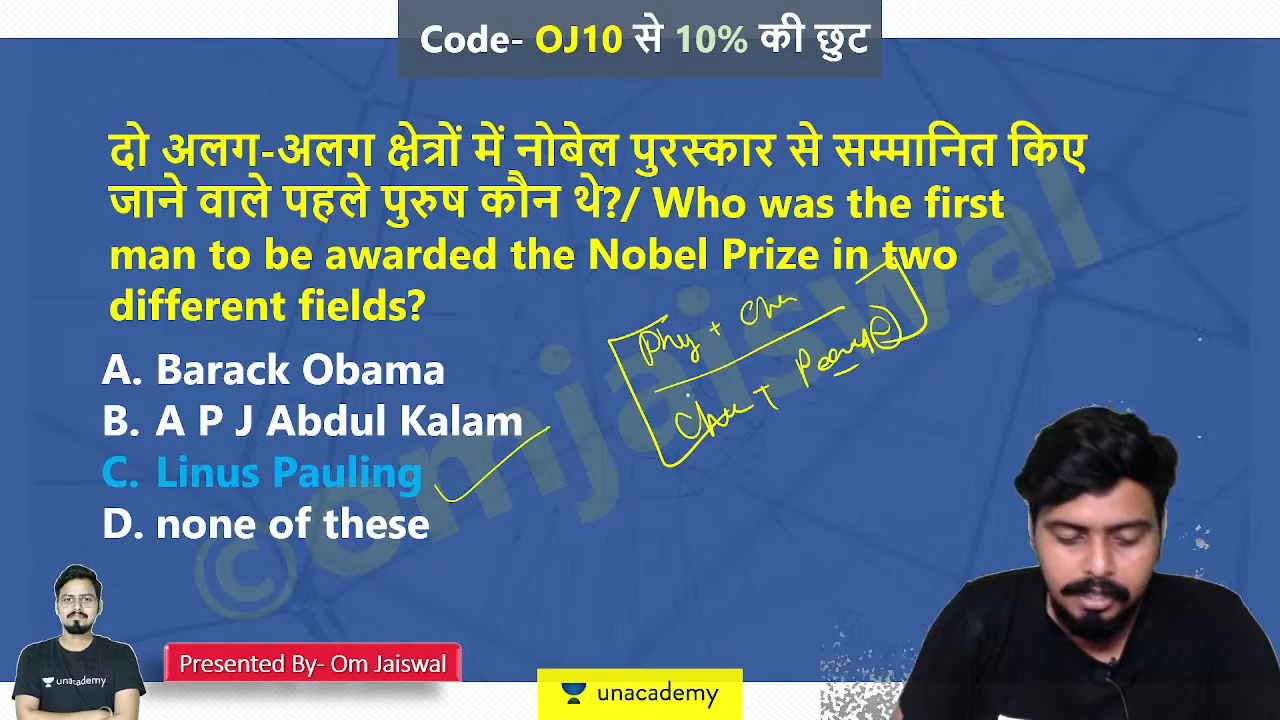 Code- OJ10 से 10% की छुट
दो अलग-अलग क्षेत्रों में नोबेल पुरस्कार से सम्मानित किए
जाने वाले पहले पुरुष कौन थे?/ Who was the first
man to be awarded the Nobel Prize in two
different fields?
Phy + Che
A. Barack Obama
B. A P J Abdul Kalam
C. Linus Pauling
D. none of these
©omjaiswal
unacademy
Presented By- Om Jaiswal
unacademy